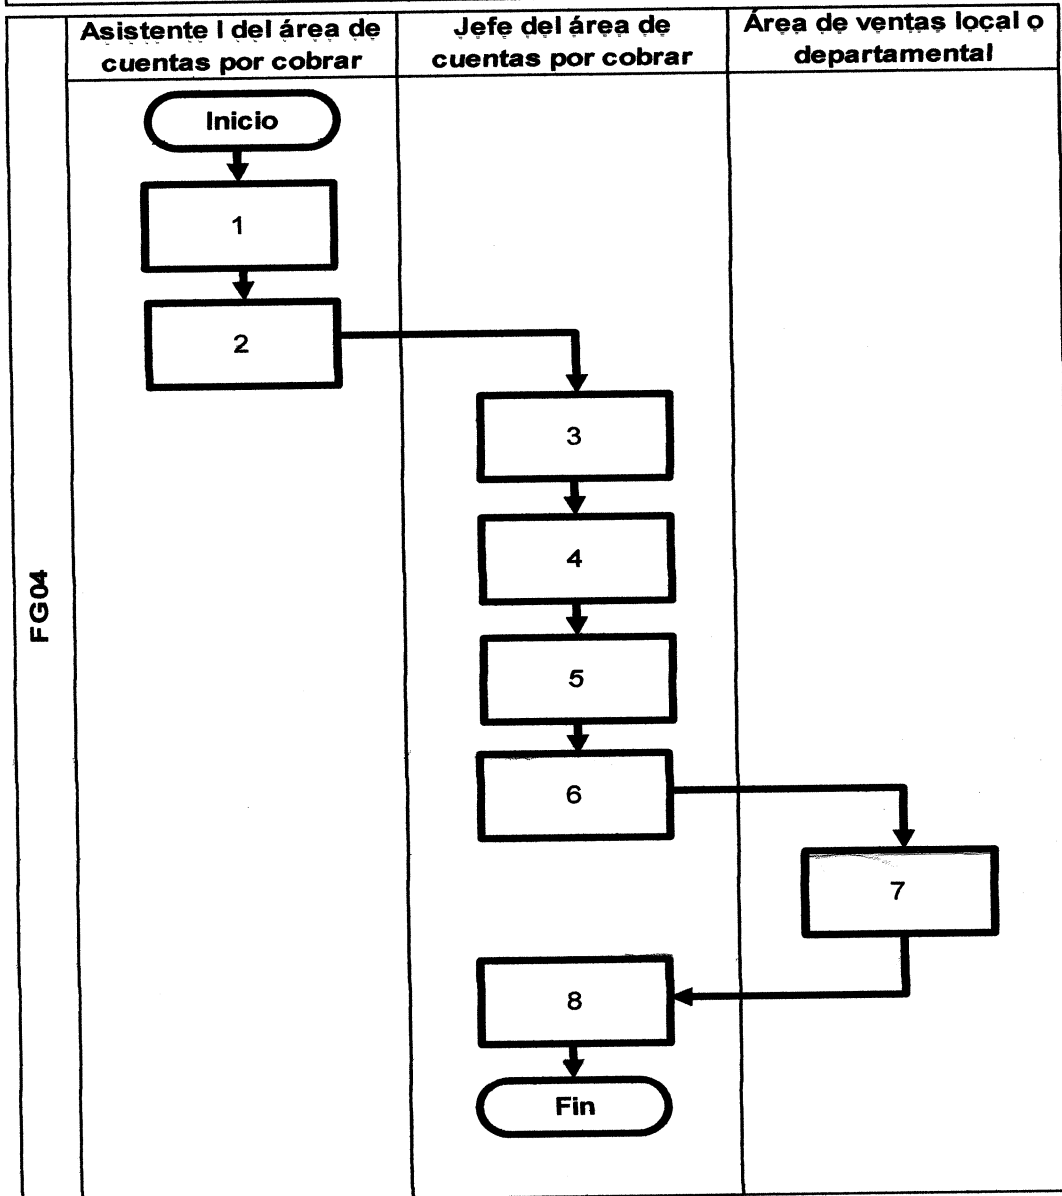 Asistente I del área de
cuentas por cobrar
Jefe del área de
cuentas por cobrar
Área de ventas local o
departamental
FG04
Inicio
1
2
3
4
5
6
7
8
Fin